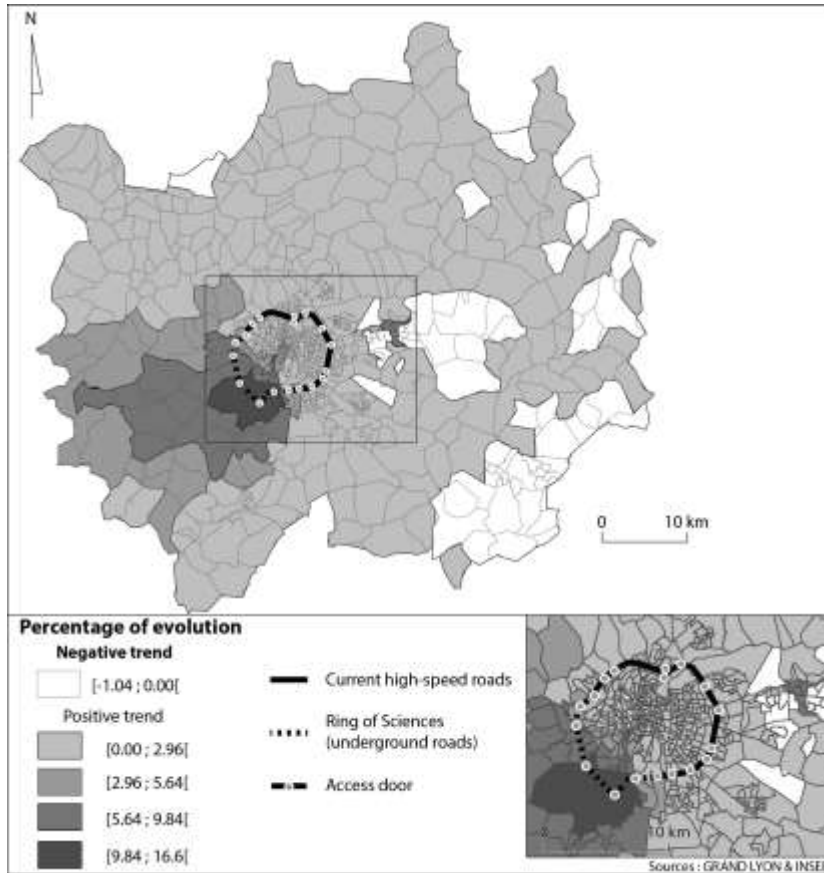 N
0 10 km
Percentage of evolution
Negative trend
[-1.04 ; 0.00[
Positive trend
[0.00 ; 2.96[
[2.96 ; 5.64[
[5.64 ; 9.84[
[9.84 ; 16.6[
Current high-speed roads
Ring of Sciences
(underground roads)
Access door
10 km
Sources : GRAND LYON & INSEE